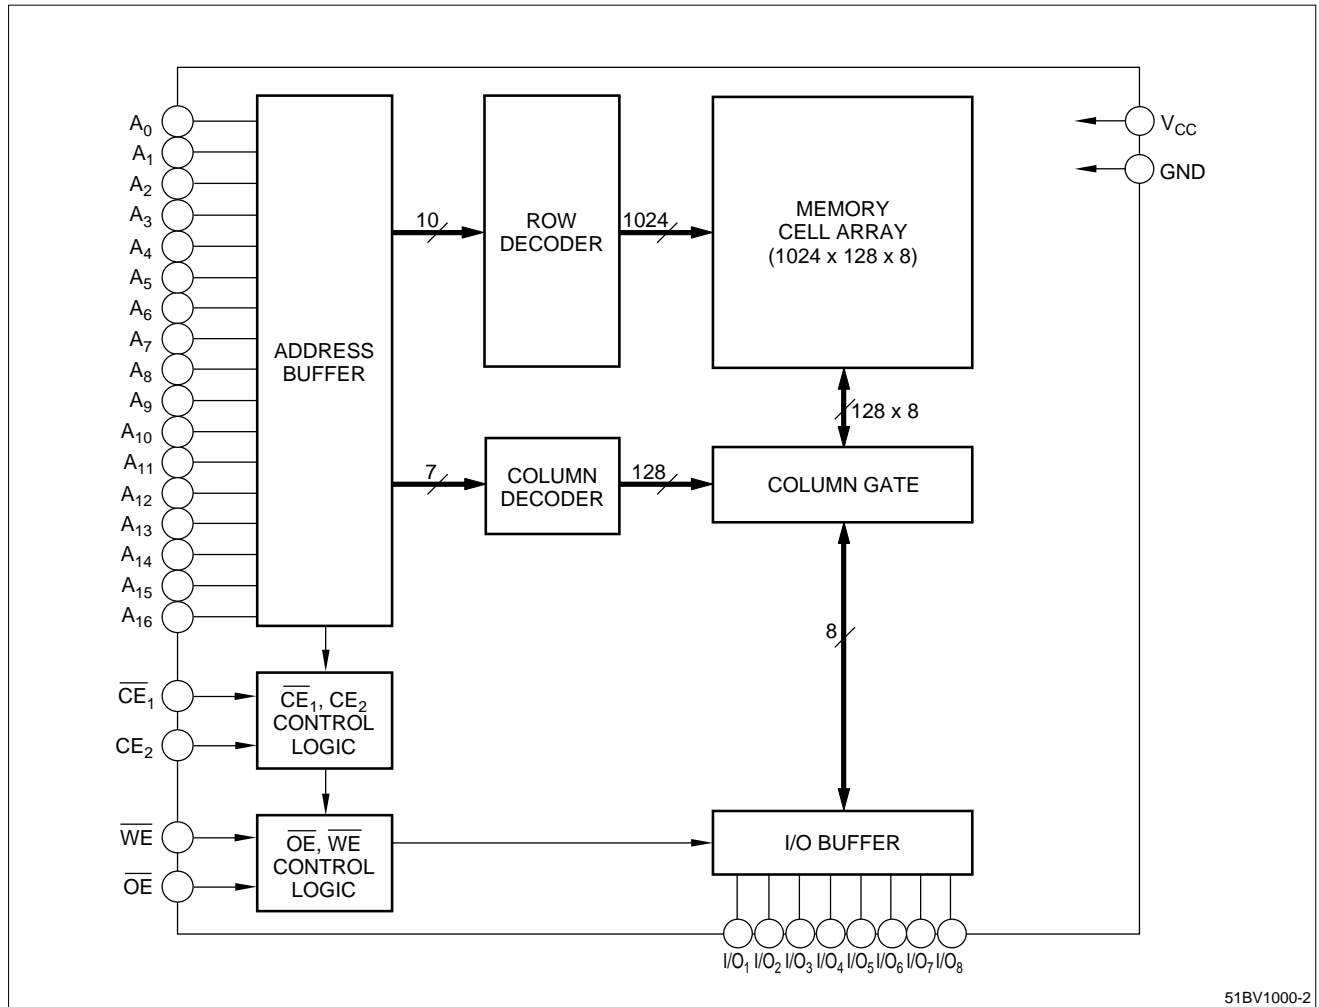 A0
A1
A2
A3
A4
A5
A6
A7
A8
A9
A10
A11
A12
A13
A14
A15
A16
CE1
CE2
WE
OE
ADDRESS
BUFFER
CE1, CE2
CONTROL
LOGIC
OE, WE
CONTROL
LOGIC
10
7
ROW
DECODER
COLUMN
DECODER
1024
128
MEMORY
CELL ARRAY
(1024 x 128 x 8)
128 x 8
COLUMN GATE
8
I/O BUFFER
I/O1 I/O2 I/O3 I/O4 I/O5 I/O6 I/O7 I/O8
VCC
GND
51BV1000-2